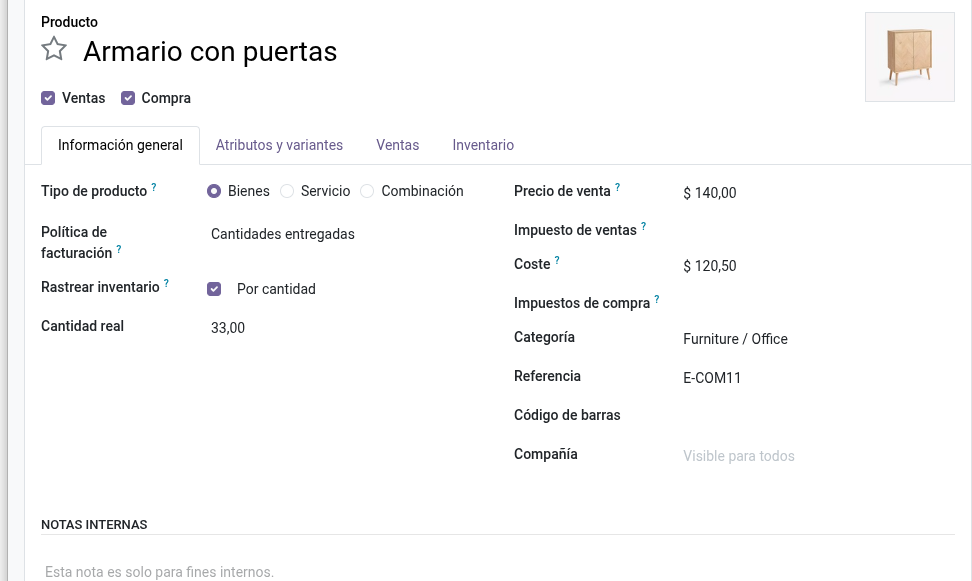 Producto
Armario con puertas
Ventas Compra
Información general Atributos y variantes Ventas Inventario
Tipo de producto ? Bienes Servicio Combinación
Política de
facturación ? Cantidades entregadas
Rastrear inventario ? Por cantidad
Cantidad real 33,00
Precio de venta ? $ 140,00
Impuesto de ventas ?
Coste ? $ 120,50
Impuestos de compra ?
Categoría Furniture / Office
Referencia E-COM11
Código de barras
Compañía Visible para todos
NOTAS INTERNAS
Esta nota es solo para fines internos.